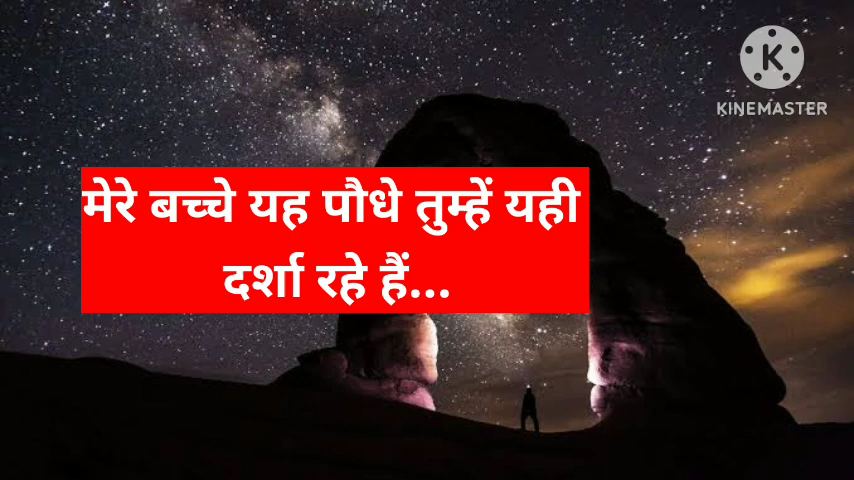 KINEMASTER
मेरे बच्चे यह पौधे तुम्हें यही
दर्शा रहे हैं...